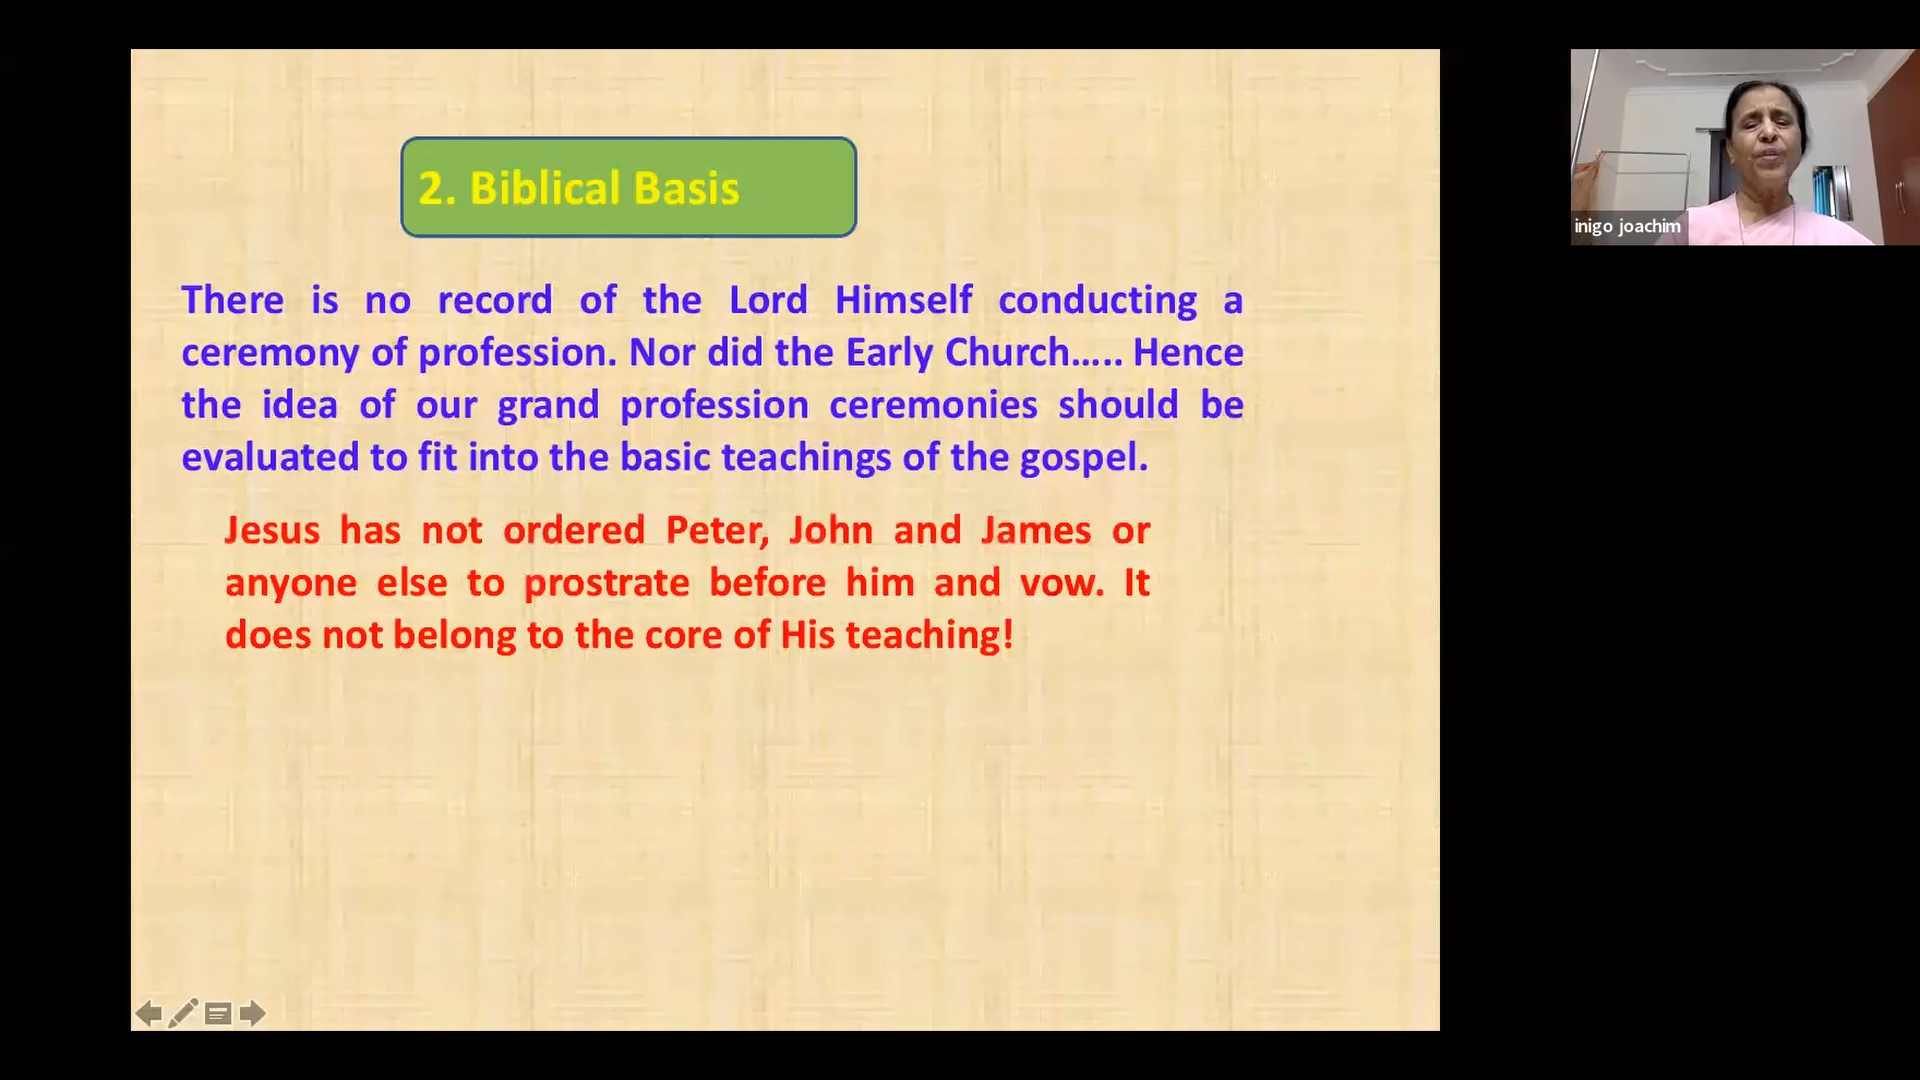 2. Biblical Basis
There is no record of the Lord Himself conducting a
ceremony of profession. Nor did the Early Church..... Hence
the idea of our grand profession ceremonies should be
evaluated to fit into the basic teachings of the gospel.
Jesus has not ordered Peter, John and James or
anyone else to prostrate before him and vow. It
does not belong to the core of His teaching!
inigo joachim